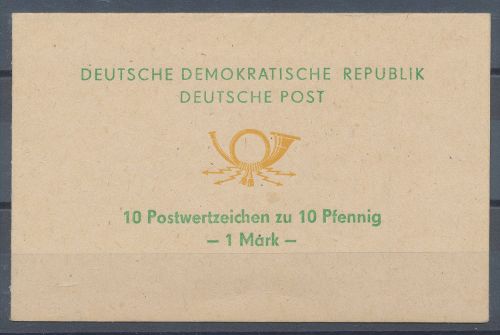 DEUTSCHE DEMOKRATISCHE REPUBLIK
DEUTSCHE POST
10 Postwertzeichen zu 10 Pfennig
– 1 Mark –